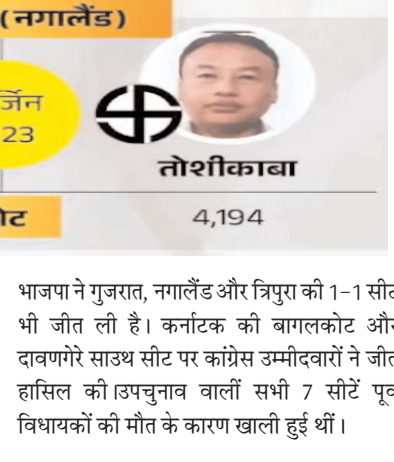 (नगालैंड)
र्जिन
23
तोशीकाबा
ोट 4,194
भाजपा ने गुजरात, नगालैंड और त्रिपुरा की 1-1 सीट
भी जीत ली है। कर्नाटक की बागलकोट और
दावणगेरे साउथ सीट पर कांग्रेस उम्मीदवारों ने जीत
हासिल की।उपचुनाव वालीं सभी 7 सीटें पूर्व
विधायकों की मौत के कारण खाली हुई थीं।